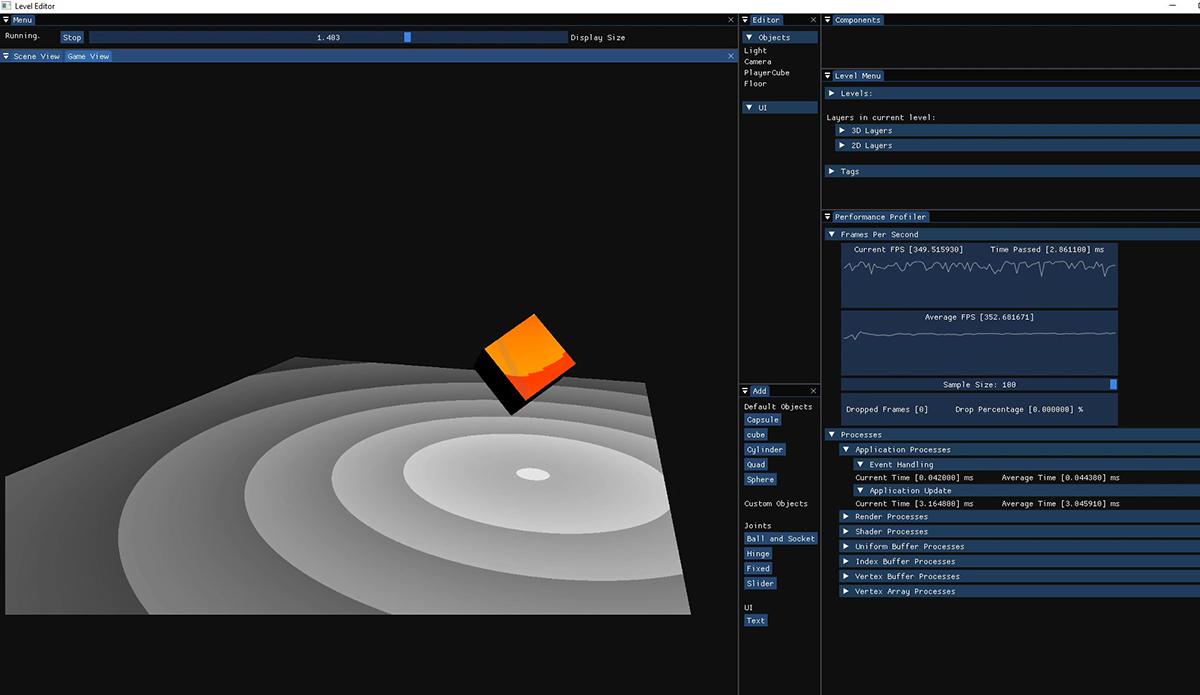 Level Editor
Menu
Running.
Stop
1.403
Display Size
Scene View
Game View
Editor
Objects
Light
Camera
PlayerCube
Floor
UI
Add
Default Objects
Capsule
cube
Cylinder
Quad
Sphere
Custom Objects
Joints
Ball and Socket
Hinge
Fixed
Slider
UI
Text
Components
Level Menu
Levels:
Layers in current level:
3D Layers
2D Layers
Tags
Performance Profiler
Frames Per Second
Current FPS [349.515930] Time Passed [2.861100] ms
Average FPS [352.681671]
Sample Size: 100
Dropped Frames [0] Drop Percentage [0.000000] %
Processes
Application Processes
Event Handling
Current Time [0.042000] ms Average Time [0.044380] ms
Application Update
Current Time [3.164800] ms Average Time [3.045910] ms
Render Processes
Shader Processes
Uniform Buffer Processes
Index Buffer Processes
Vertex Buffer Processes
Vertex Array Processes